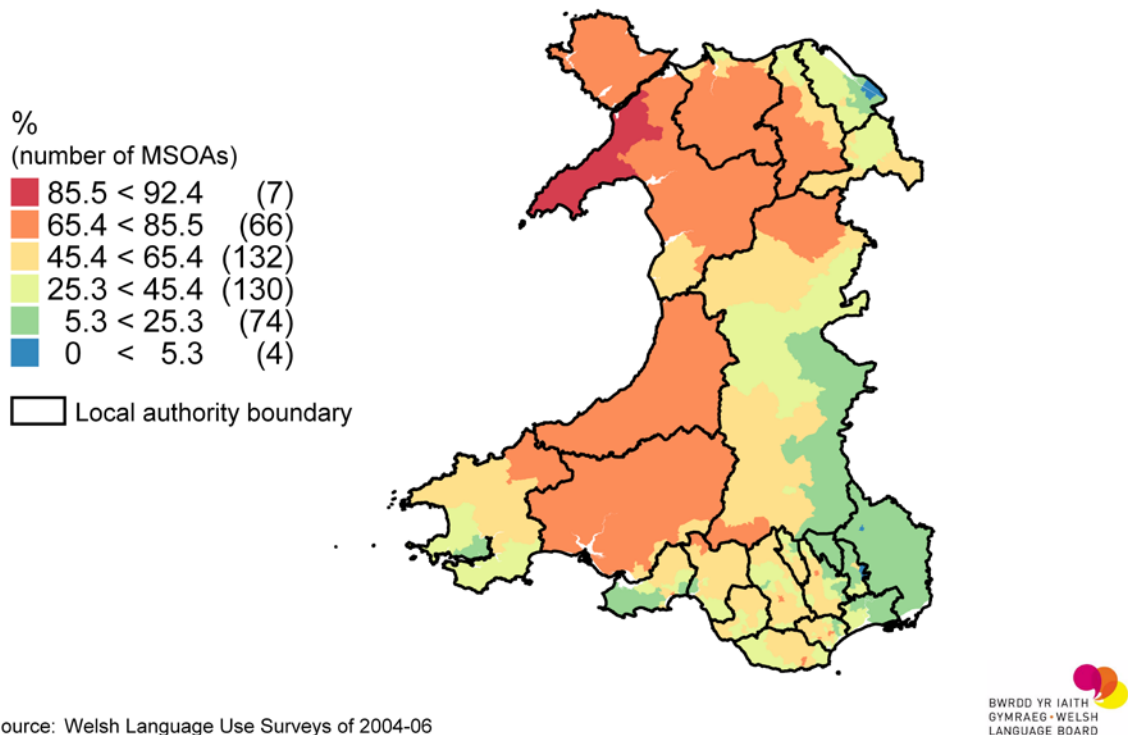 %
(number of MSOAs)
85.5 < 92.4 (7)
65.4 < 85.5 (66)
45.4 < 65.4 (132)
25.3 < 45.4 (130)
5.3 < 25.3 (74)
0 < 5.3 (4)
Local authority boundary
ource: Welsh Language Use Surveys of 2004-06
BWRDD YR IAITH
GYMRAEG • WELSH
LANGUAGE BOARD